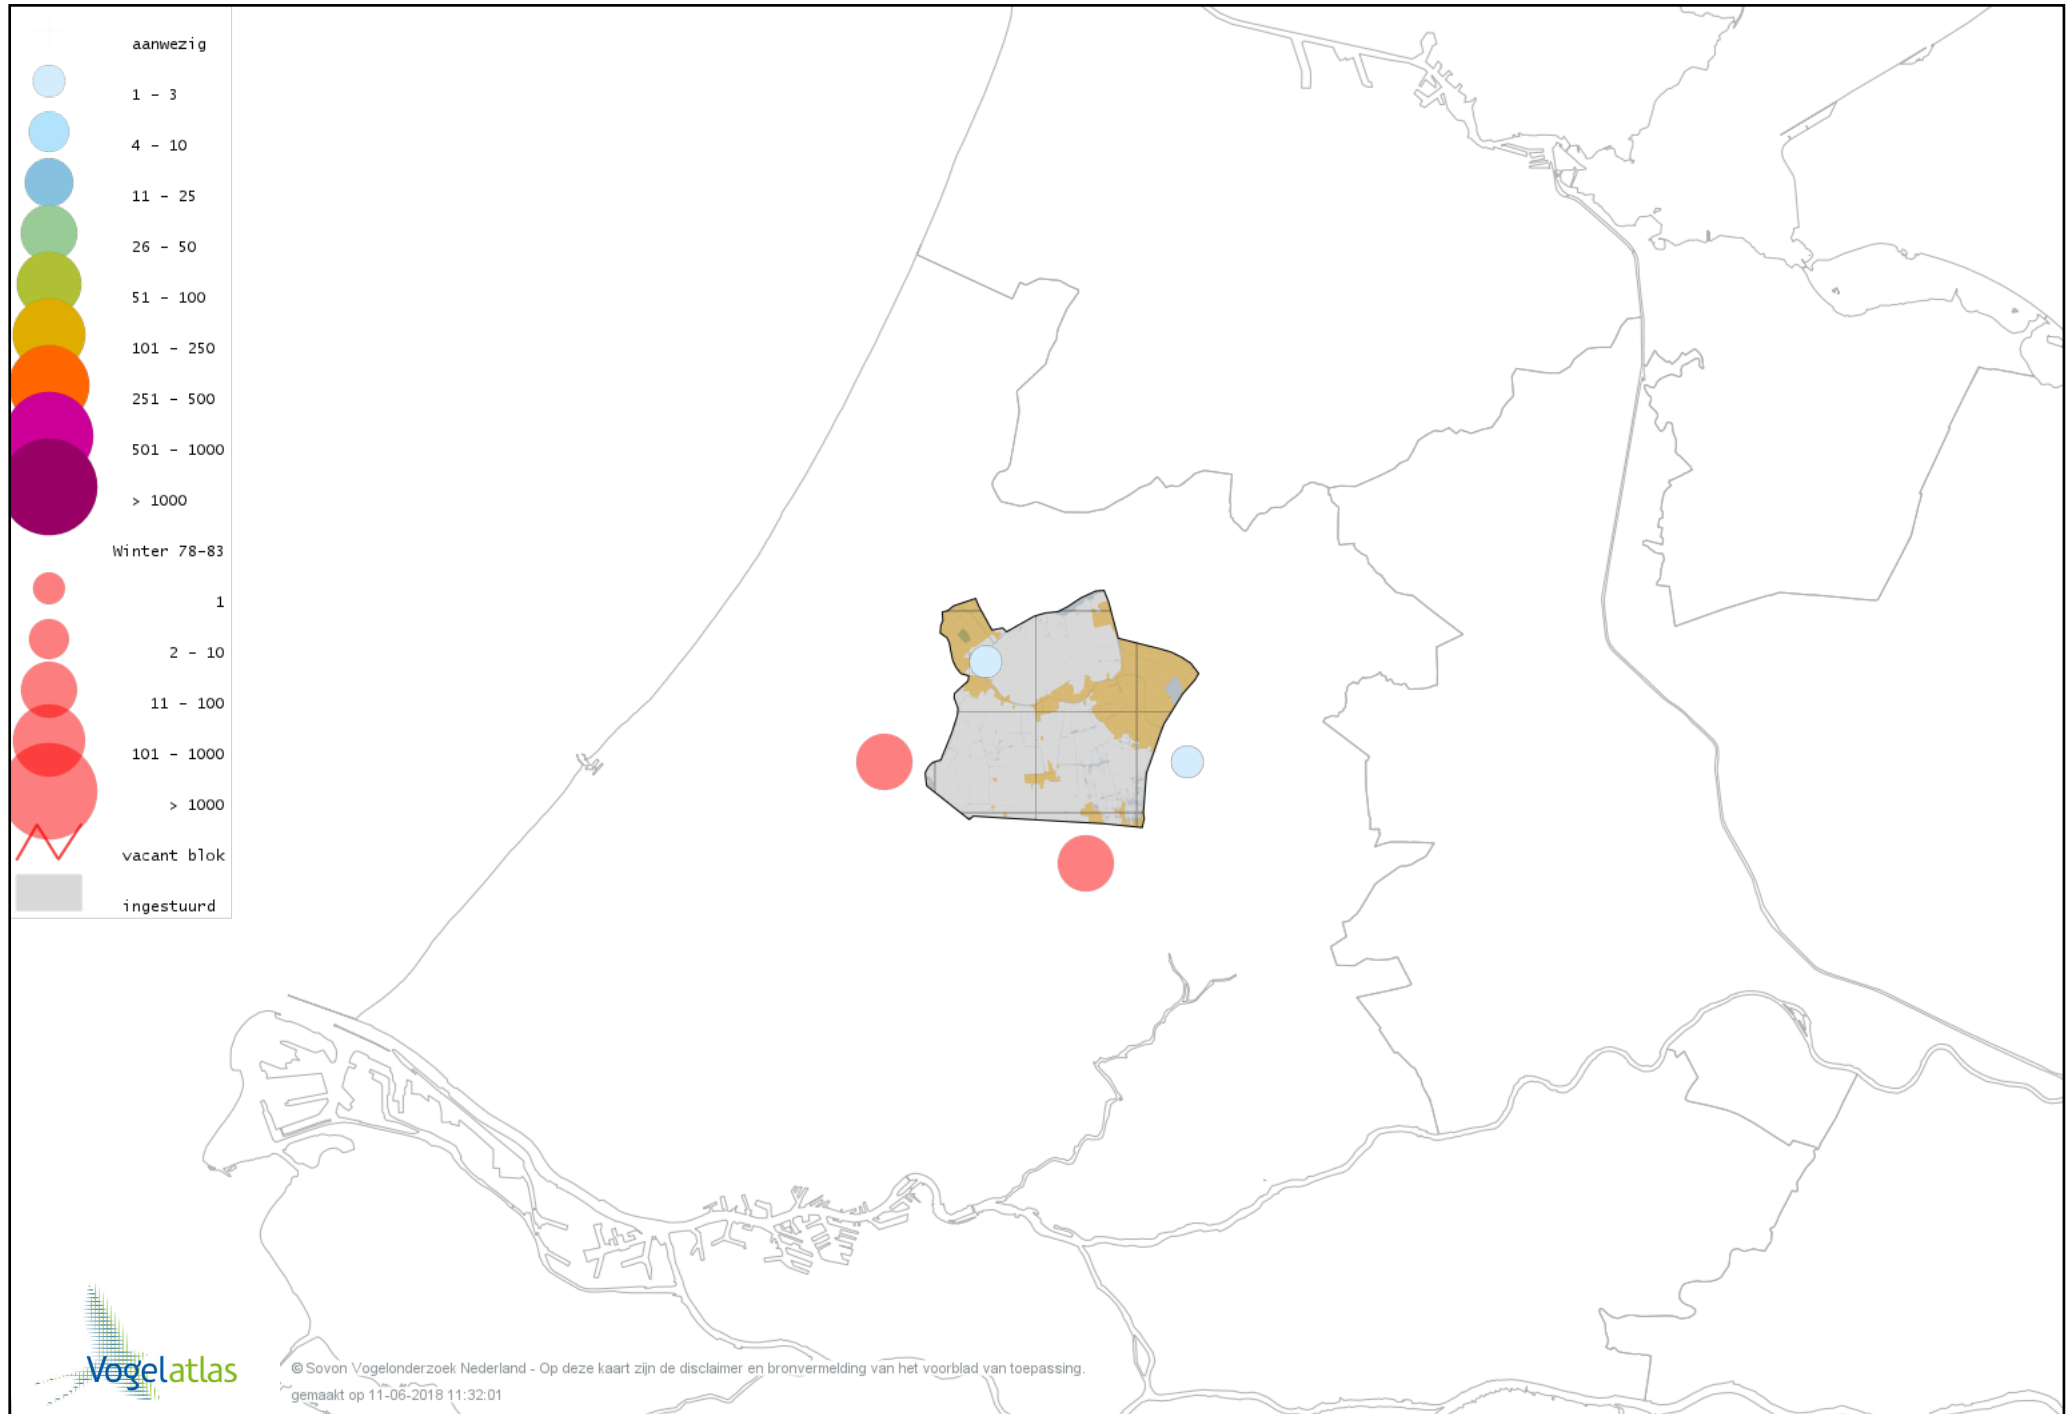 aanwezig
1 - 3
4 - 10
11 - 25
26 - 50
51 - 100
101 - 250
251 - 500
501 - 1000
> 1000
Winter 78-83
1
2 - 10
11 - 100
101 - 1000
> 1000
vacant blok
ingestuurd
Vogelatlas
© Sovon Vogelonderzoek Nederland - Op deze kaart zijn de disclaimer en bronvermelding van het voorblad van toepassing.
gemaakt op 11-06-2018 11:32:01